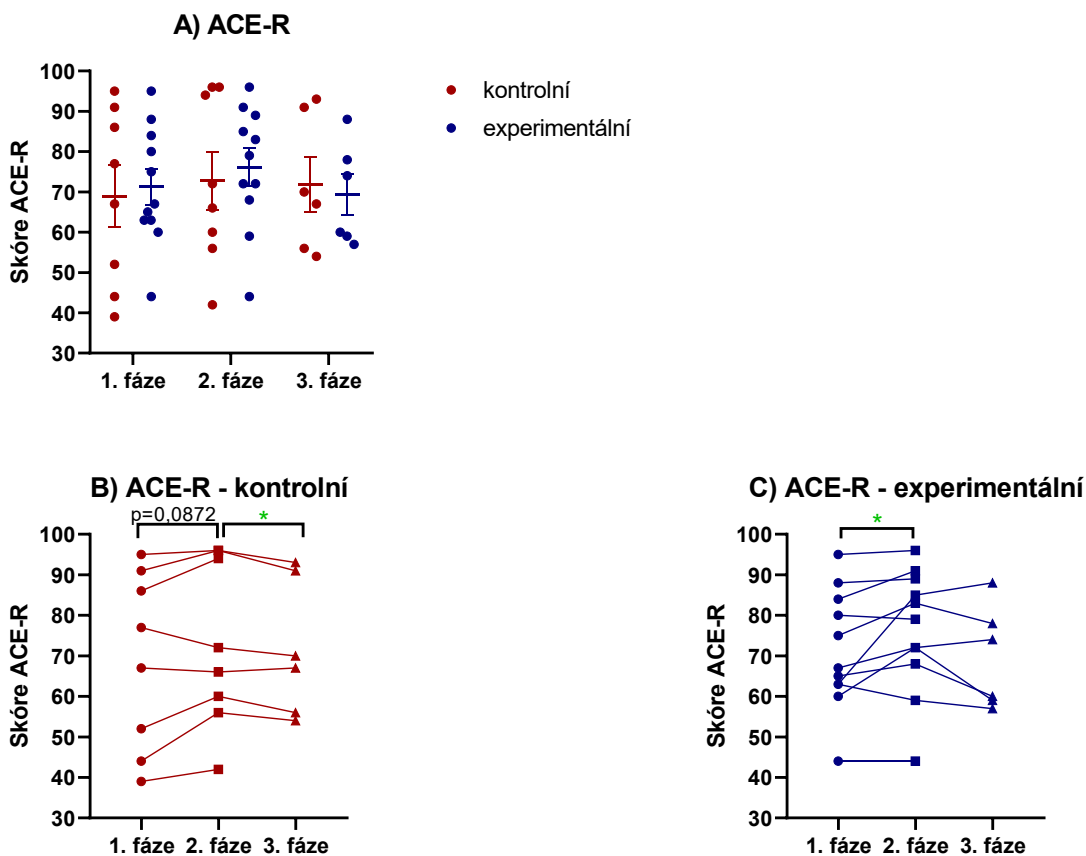 A) ACE-R
Skóre ACE-R
100
90
80
70
60
50
40
30
1. fáze 2. fáze 3. fáze
kontrolní
experimentální
B) ACE-R - kontrolní
p=0,0872 *
Skóre ACE-R
100
90
80
70
60
50
40
30
1. fáze 2. fáze 3. fáze
C) ACE-R - experimentální
*
Skóre ACE-R
100
90
80
70
60
50
40
30
1. fáze 2. fáze 3. fáze